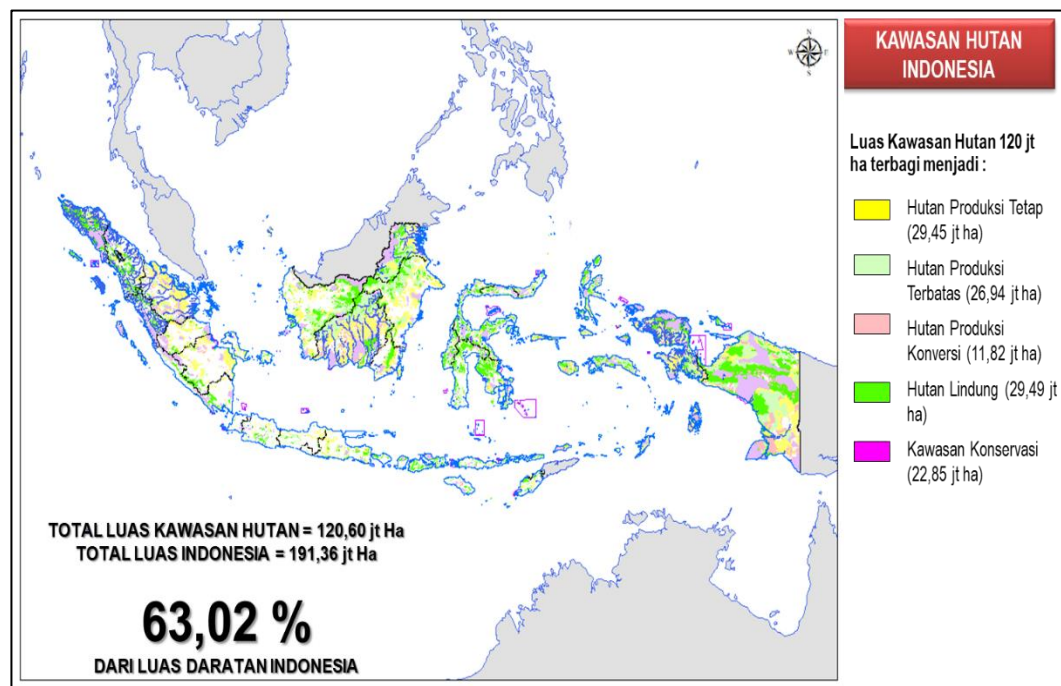 KAWASAN HUTAN
INDONESIA
N
W
E
S
Luas Kawasan Hutan 120 jt
ha terbagi menjadi :
Hutan Produksi Tetap
(29,45 jt ha)
Hutan Produksi
Terbatas (26,94 jt ha)
Hutan Produksi
Konversi (11,82 jt ha)
Hutan Lindung (29,49 jt
ha)
Kawasan Konservasi
(22,85 jt ha)
TOTAL LUAS KAWASAN HUTAN = 120,60 jt Ha
TOTAL LUAS INDONESIA = 191,36 jt Ha
63,02 %
DARI LUAS DARATAN INDONESIA